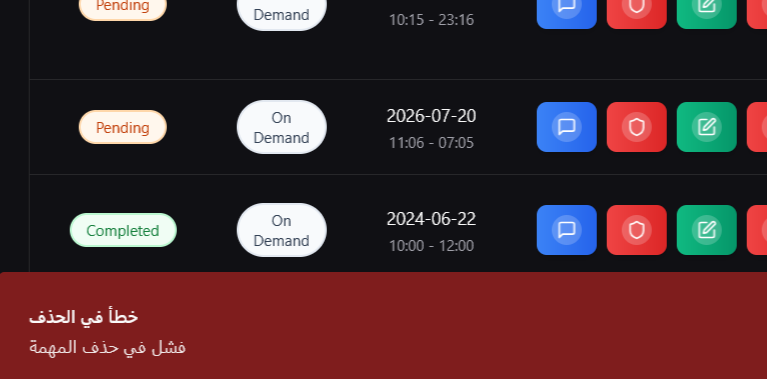 Pending
Demand
10:15 - 23:16
Pending
On
Demand
2026-07-20
11:06 - 07:05
Completed
On
Demand
2024-06-22
10:00 - 12:00
خطأ في الحذف
فشل في حذف المهمة